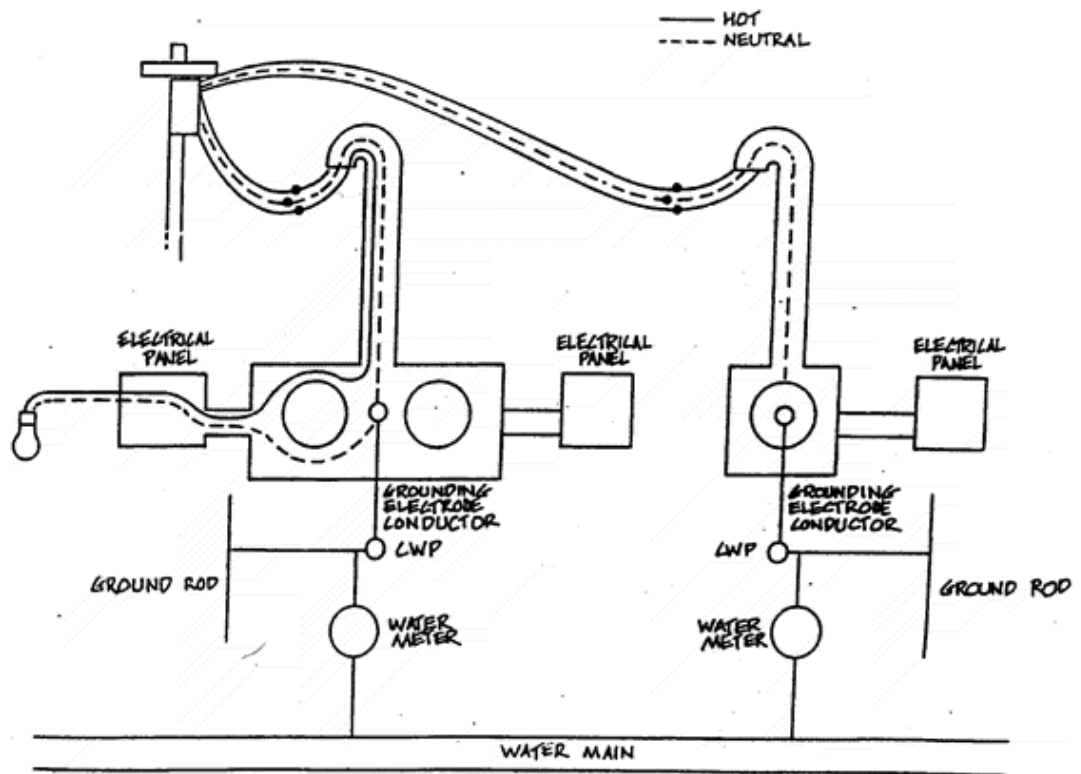 HOT
NEUTRAL
ELECTRICAL
PANEL
ELECTRICAL
PANEL
ELECTRICAL
PANEL
GROUNDING
ELECTRODE
CONDUCTOR
GROUNDING
ELECTRODE
CONDUCTOR
CWP
CWP
GROUND ROD
GROUND ROD
WATER
METER
WATER
METER
WATER MAIN